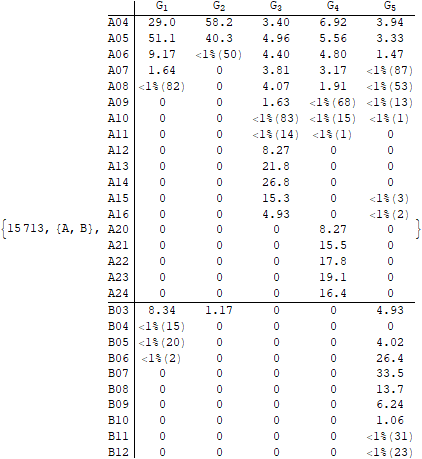 G1 G2 G3 G4 G5
A04 29.0 58.2 3.40 6.92 3.94
A05 51.1 40.3 4.96 5.56 3.33
A06 9.17 <1%(50) 4.40 4.80 1.47
A07 1.64 0 3.81 3.17 <1%(87)
A08 <1%(82) 0 4.07 1.91 <1%(53)
A09 0 0 1.63 <1%(68) <1%(13)
A10 0 0 <1%(83) <1%(15) <1%(1)
A11 0 0 <1%(14) <1%(1) 0
A12 0 0 8.27 0 0
A13 0 0 21.8 0 0
A14 0 0 26.8 0 0
A15 0 0 15.3 0 <1%(3)
A16 0 0 4.93 0 <1%(2)
{15713, {A, B}, A20 0 0 0 8.27 0 }
A21 0 0 0 15.5 0
A22 0 0 0 17.8 0
A23 0 0 0 19.1 0
A24 0 0 0 16.4 0
B03 8.34 1.17 0 0 4.93
B04 <1%(15) 0 0 0 0
B05 <1%(20) 0 0 0 4.02
B06 <1%(2) 0 0 0 26.4
B07 0 0 0 0 33.5
B08 0 0 0 0 13.7
B09 0 0 0 0 6.24
B10 0 0 0 0 1.06
B11 0 0 0 0 <1%(31)
B12 0 0 0 0 <1%(23)